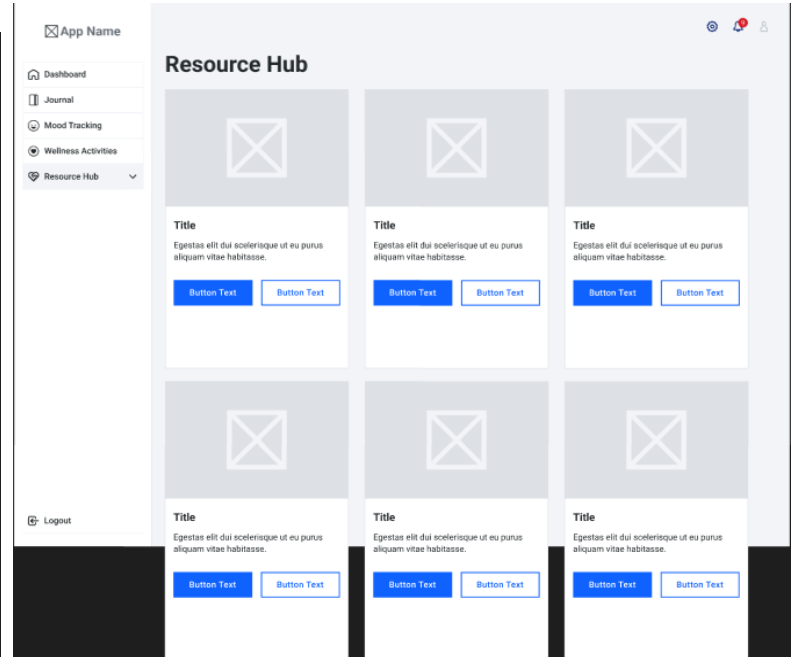 App Name
Dashboard
Journal
Mood Tracking
Wellness Activities
Resource Hub
Logout
Resource Hub
Title
Egestas elit dui scelerisque ut eu purus
aliquam vitae habitasse.
Button Text
Button Text
Title
Egestas elit dui scelerisque ut eu purus
aliquam vitae habitasse.
Button Text
Button Text
Title
Egestas elit dui scelerisque ut eu purus
aliquam vitae habitasse.
Button Text
Button Text
Title
Egestas elit dui scelerisque ut eu purus
aliquam vitae habitasse.
Button Text
Button Text
Title
Egestas elit dui scelerisque ut eu purus
aliquam vitae habitasse.
Button Text
Button Text
Title
Egestas elit dui scelerisque ut eu purus
aliquam vitae habitasse.
Button Text
Button Text